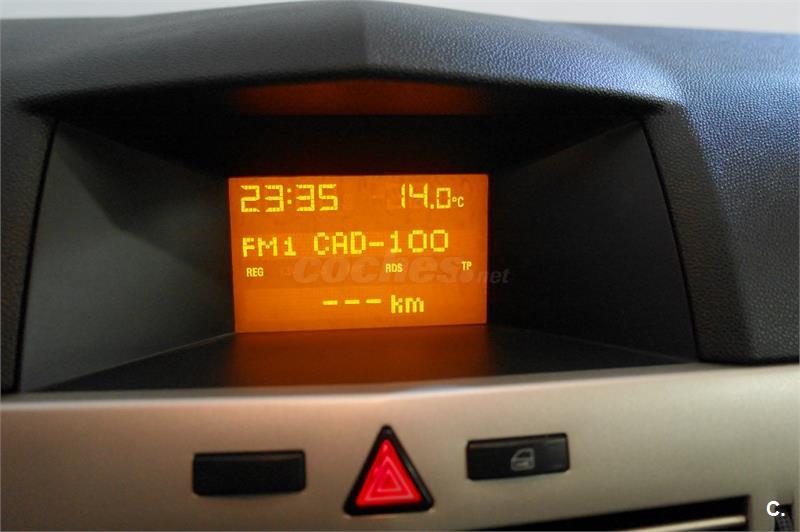 23:35 14.0°C
FM1 CAD-100
REG RDS TP
coches.net
---km
C.